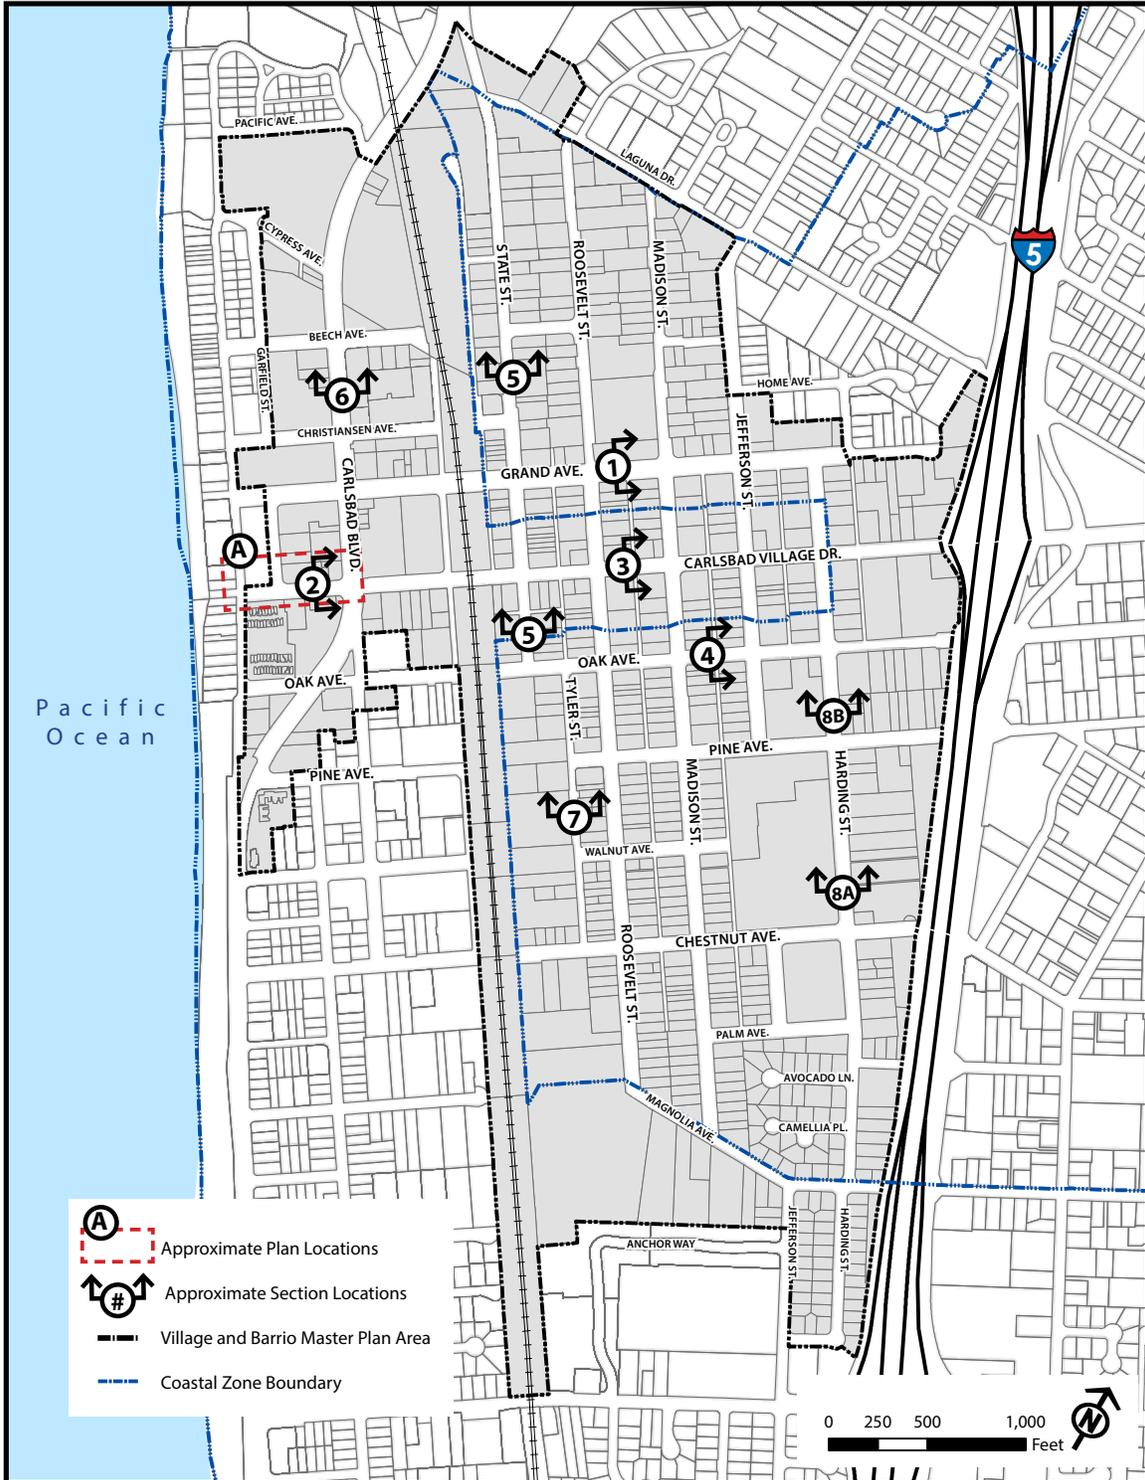 PACIFIC AVE.
LAGUNA DR.
CYPRESS AVE.
5
STATE ST.
ROOSEVELT ST.
MADISON ST.
BEECH AVE.
GARFIELD ST.
5
6
HOME AVE.
CHRISTIANSEN AVE.
JEFFERSON ST.
GRAND AVE.
1
CARLSBAD BLVD.
A
2
3
CARLSBAD VILLAGE DR.
5
4
OAK AVE.
OAK AVE.
TYLER ST.
8B
Pacific
Ocean
PINE AVE.
PINE AVE.
MADISON ST.
HARDING ST.
7
WALNUT AVE.
8A
ROOSEVELT ST.
CHESTNUT AVE.
PALM AVE.
AVOCADO LN.
MAGNOLIA AVE.
CAMELLIA PL.
JEFFERSON ST.
HARDING ST.
ANCHOR WAY
A
Approximate Plan Locations
#
Approximate Section Locations
Village and Barrio Master Plan Area
Coastal Zone Boundary
0 250 500 1,000
Feet
N